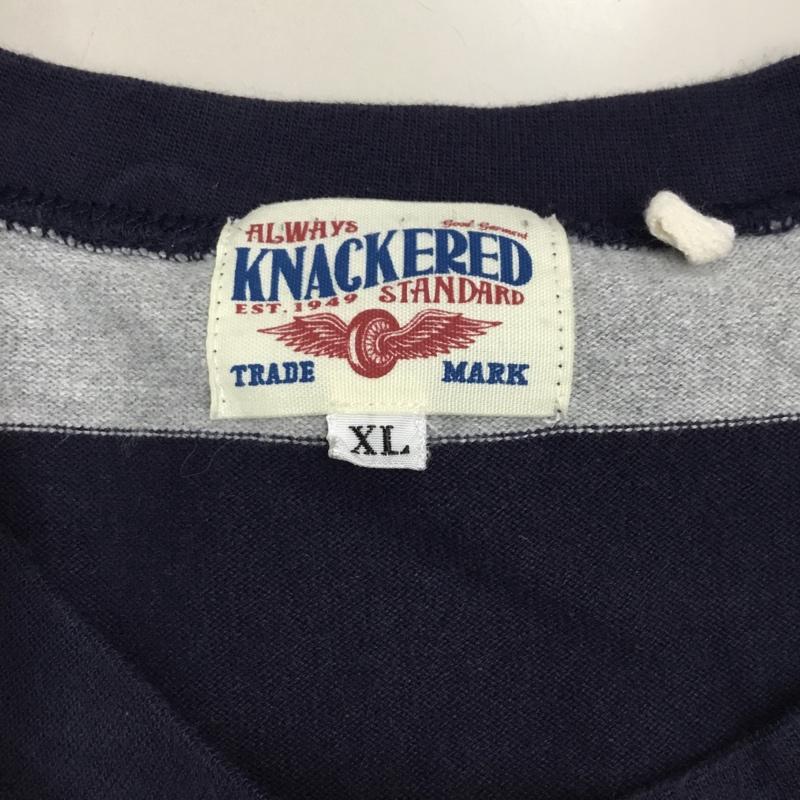 ALWAYS Good Garment
KNACKERED
EST. 1949 STANDARD
TRADE MARK
XL